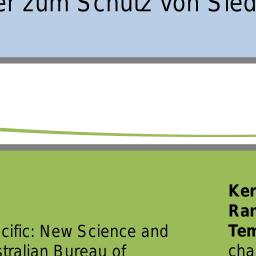 er zum Schutz von Sied
cific: New Science and
stralian Bureau of
Ker
Ran
Tem
cha